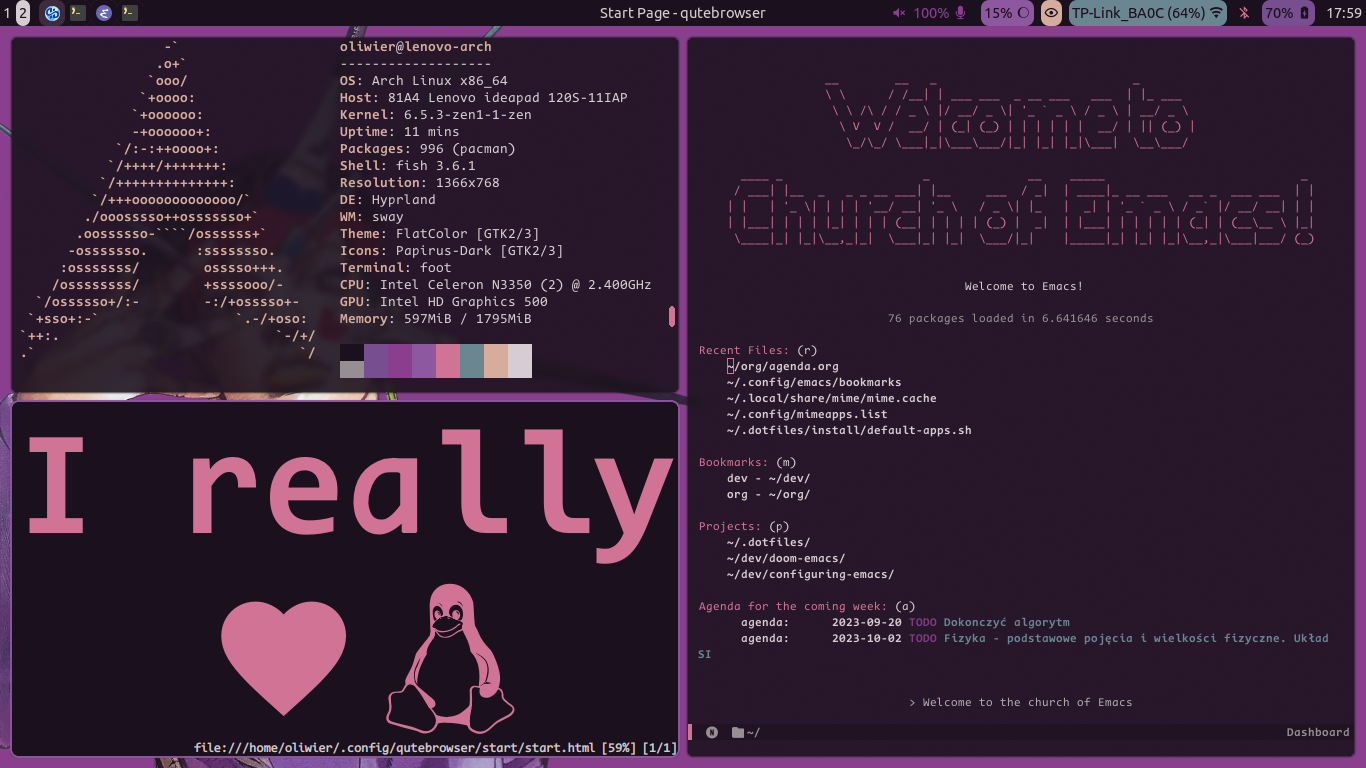 1 2
Start Page - qutebrowser
100% 15% TP-Link_BA0C (64%) 70% 17:59
oliwier@lenovo-arch
-------------------
OS: Arch Linux x86_64
Host: 81A4 Lenovo ideapad 120S-11IAP
Kernel: 6.5.3-zen1-1-zen
Uptime: 11 mins
Packages: 996 (pacman)
Shell: fish 3.6.1
Resolution: 1366x768
DE: Hyprland
WM: sway
Theme: FlatColor [GTK2/3]
Icons: Papirus-Dark [GTK2/3]
Terminal: foot
CPU: Intel Celeron N3350 (2) @ 2.400GHz
GPU: Intel HD Graphics 500
Memory: 597MiB / 1795MiB
I really
file:///home/oliwier/.config/qutebrowser/start/start.html [59%] [1/1]
Welcome to
Church of Emacs!
Welcome to Emacs!
76 packages loaded in 6.641646 seconds
Recent Files: (r)
~/org/agenda.org
~/.config/emacs/bookmarks
~/.local/share/mime/mime.cache
~/.config/mimeapps.list
~/.dotfiles/install/default-apps.sh
Bookmarks: (m)
dev - ~/dev/
org - ~/org/
Projects: (p)
~/.dotfiles/
~/dev/doom-emacs/
~/dev/configuring-emacs/
Agenda for the coming week: (a)
agenda: 2023-09-20 TODO Dokończyć algorytm
agenda: 2023-10-02 TODO Fizyka - podstawowe pojęcia i wielkości fizyczne. Układ
SI
> Welcome to the church of Emacs
N ~/ Dashboard